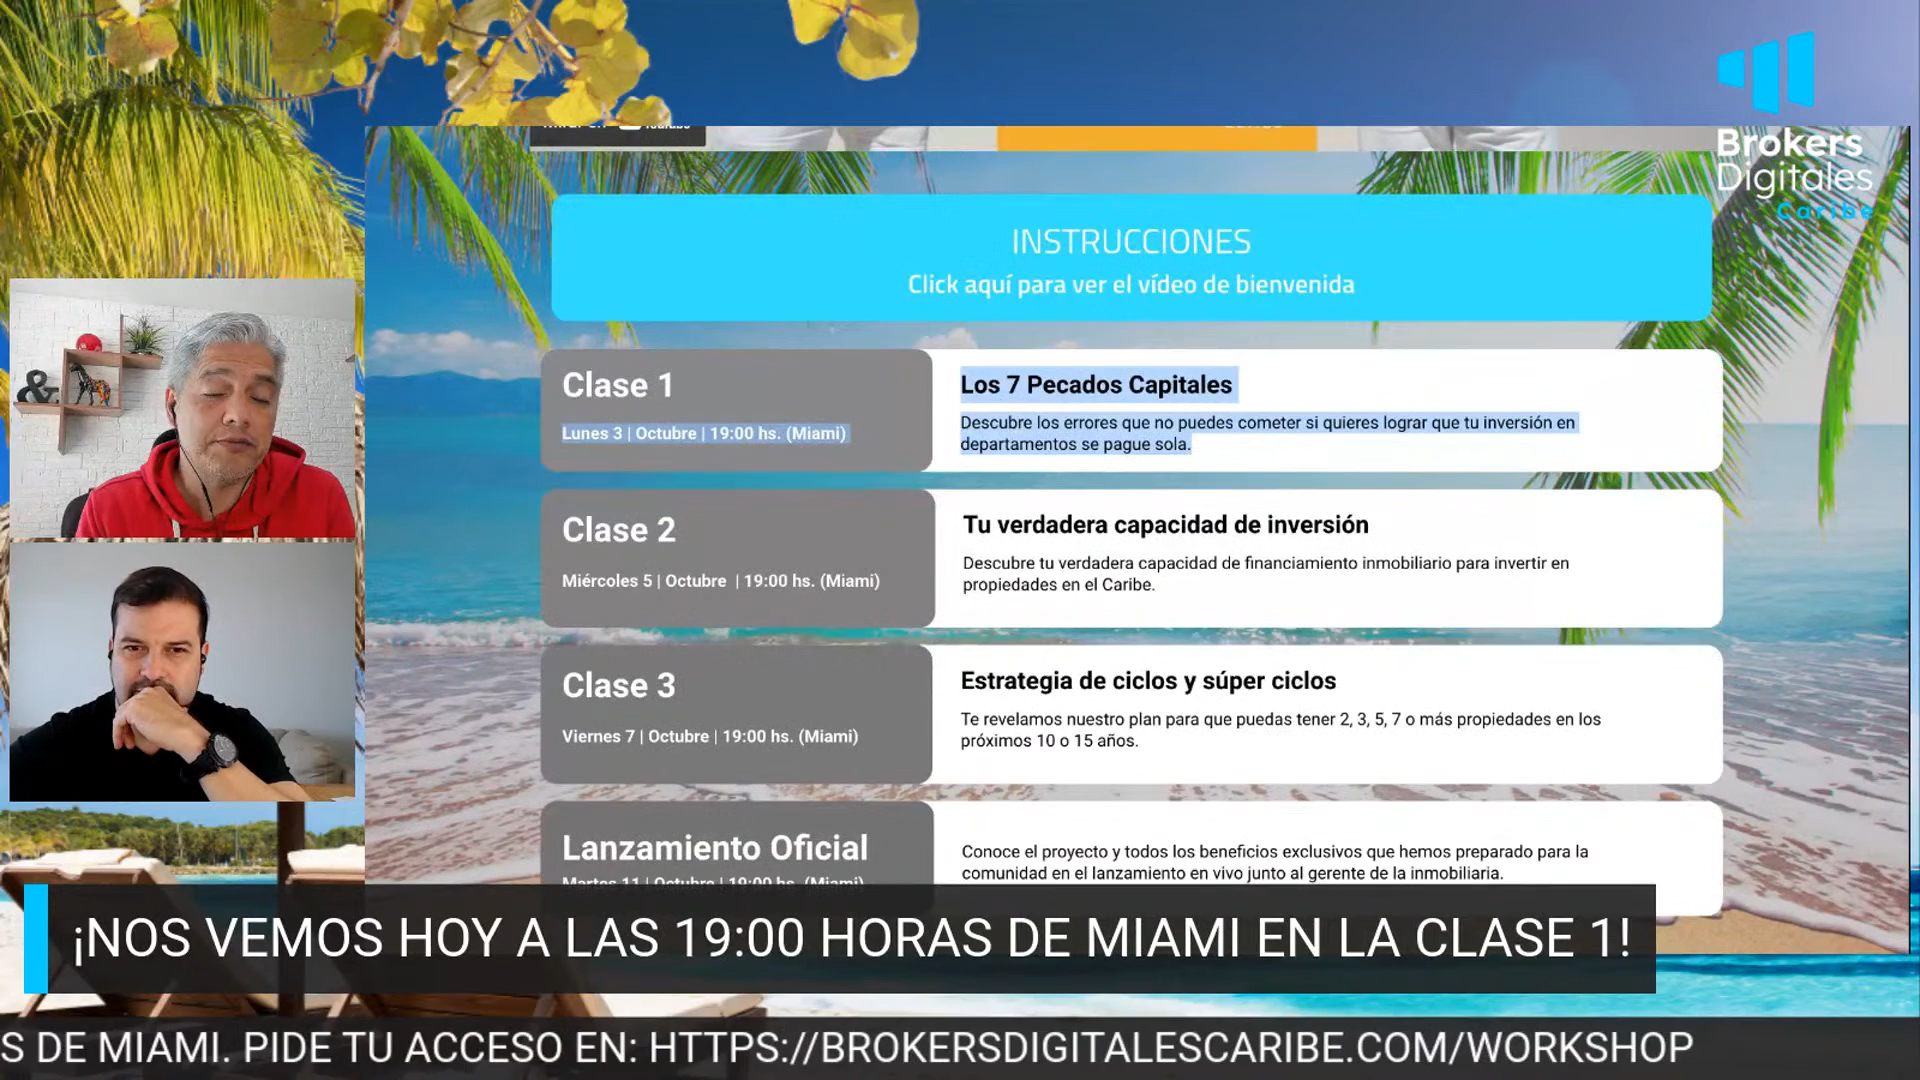 Brokers
Digitales
Caribe
INSTRUCCIONES
Click aquí para ver el vídeo de bienvenida
Clase 1
Lunes 3 | Octubre | 19:00 hs. (Miami)
Los 7 Pecados Capitales
Descubre los errores que no puedes cometer si quieres lograr que tu inversión en
departamentos se pague sola.
Clase 2
Miércoles 5 | Octubre | 19:00 hs. (Miami)
Tu verdadera capacidad de inversión
Descubre tu verdadera capacidad de financiamiento inmobiliario para invertir en
propiedades en el Caribe.
Clase 3
Viernes 7 | Octubre | 19:00 hs. (Miami)
Estrategia de ciclos y súper ciclos
Te revelamos nuestro plan para que puedas tener 2, 3, 5, 7 o más propiedades en los
próximos 10 o 15 años.
Lanzamiento Oficial
Martes 11 | Octubre | 19:00 hs. (Miami)
Conoce el proyecto y todos los beneficios exclusivos que hemos preparado para la
comunidad en el lanzamiento en vivo junto al gerente de la inmobiliaria.
¡NOS VEMOS HOY A LAS 19:00 HORAS DE MIAMI EN LA CLASE 1!
S DE MIAMI. PIDE TU ACCESO EN: HTTPS://BROKERSDIGITALESCARIBE.COM/WORKSHOP